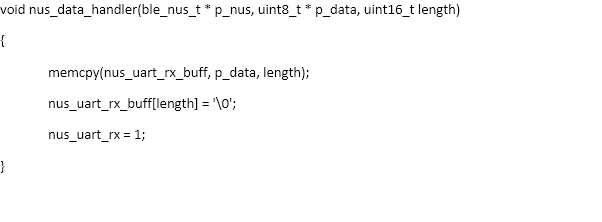 void nus_data_handler(ble_nus_t * p_nus, uint8_t * p_data, uint16_t length)
{
memcpy(nus_uart_rx_buff, p_data, length);
nus_uart_rx_buff[length] = '\0';
nus_uart_rx = 1;
}